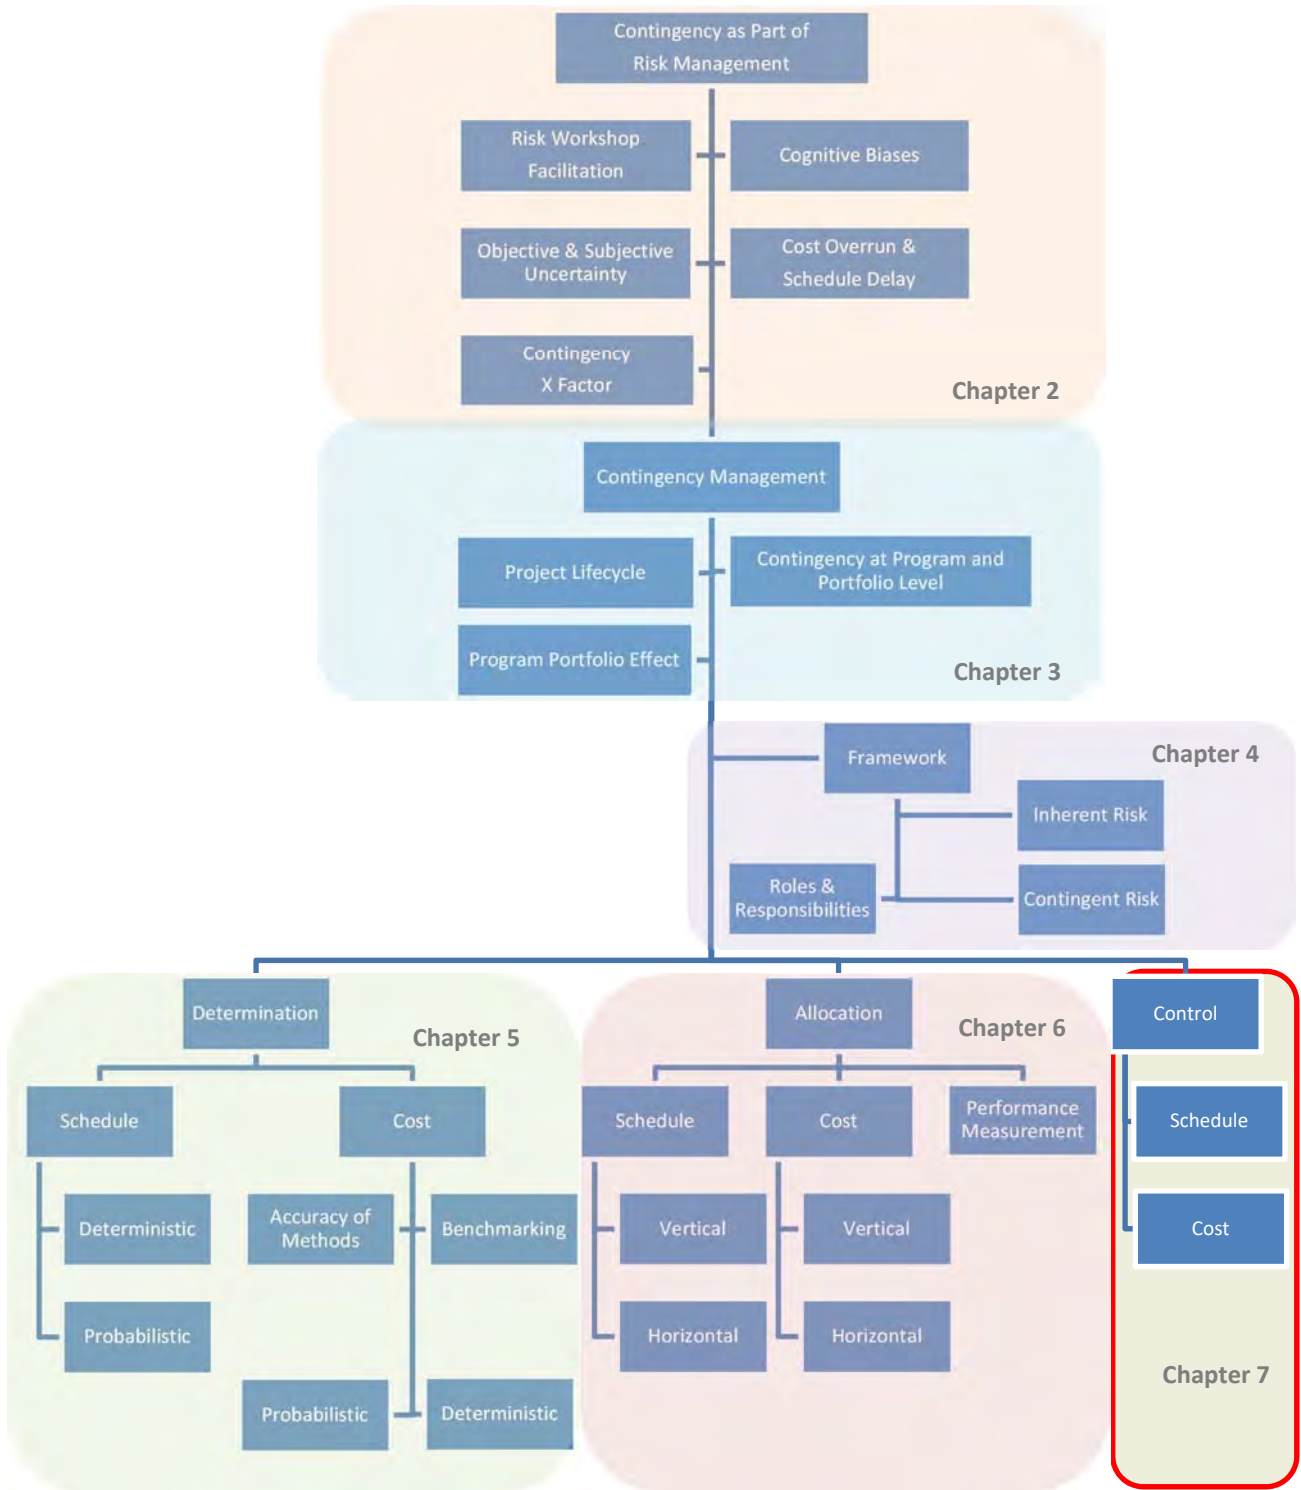 Contingency as Part of
Risk Management
Risk Workshop
Facilitation
Cognitive Biases
Objective & Subjective
Uncertainty
Cost Overrun &
Schedule Delay
Contingency
X Factor
Chapter 2
Contingency Management
Project Lifecycle
Contingency at Program and
Portfolio Level
Program Portfolio Effect
Chapter 3
Chapter 4
Framework
Inherent Risk
Roles &
Responsibilities
Contingent Risk
Determination
Chapter 5
Schedule
Cost
Deterministic
Accuracy of
Methods
Benchmarking
Probabilistic
Probabilistic
Deterministic
Allocation
Chapter 6
Schedule
Cost
Performance
Measurement
Vertical
Vertical
Horizontal
Horizontal
Control
Schedule
Cost
Chapter 7